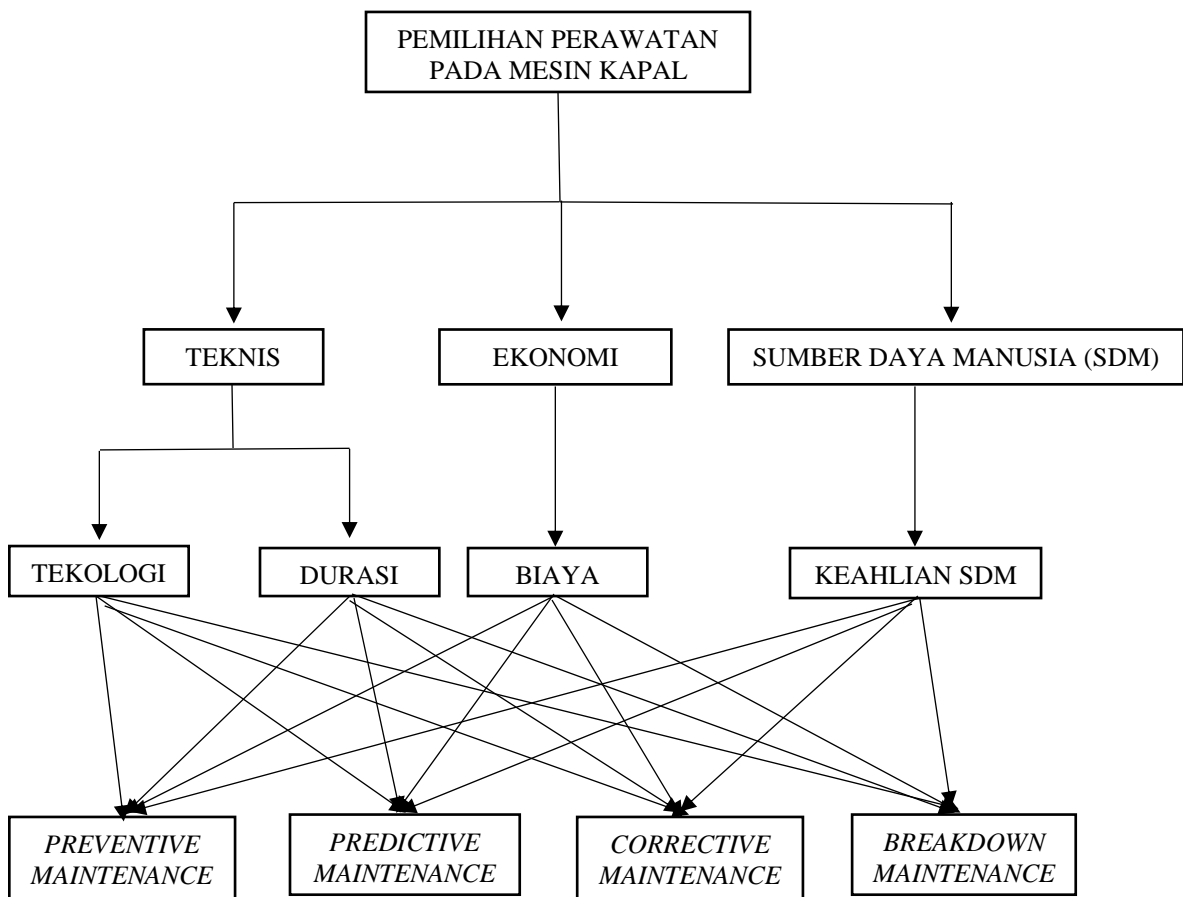 PEMILIHAN PERAWATAN
PADA MESIN KAPAL
TEKNIS
EKONOMI
SUMBER DAYA MANUSIA (SDM)
TEKOLOGI
DURASI
BIAYA
KEAHLIAN SDM
PREVENTIVE
MAINTENANCE
PREDICTIVE
MAINTENANCE
CORRECTIVE
MAINTENANCE
BREAKDOWN
MAINTENANCE